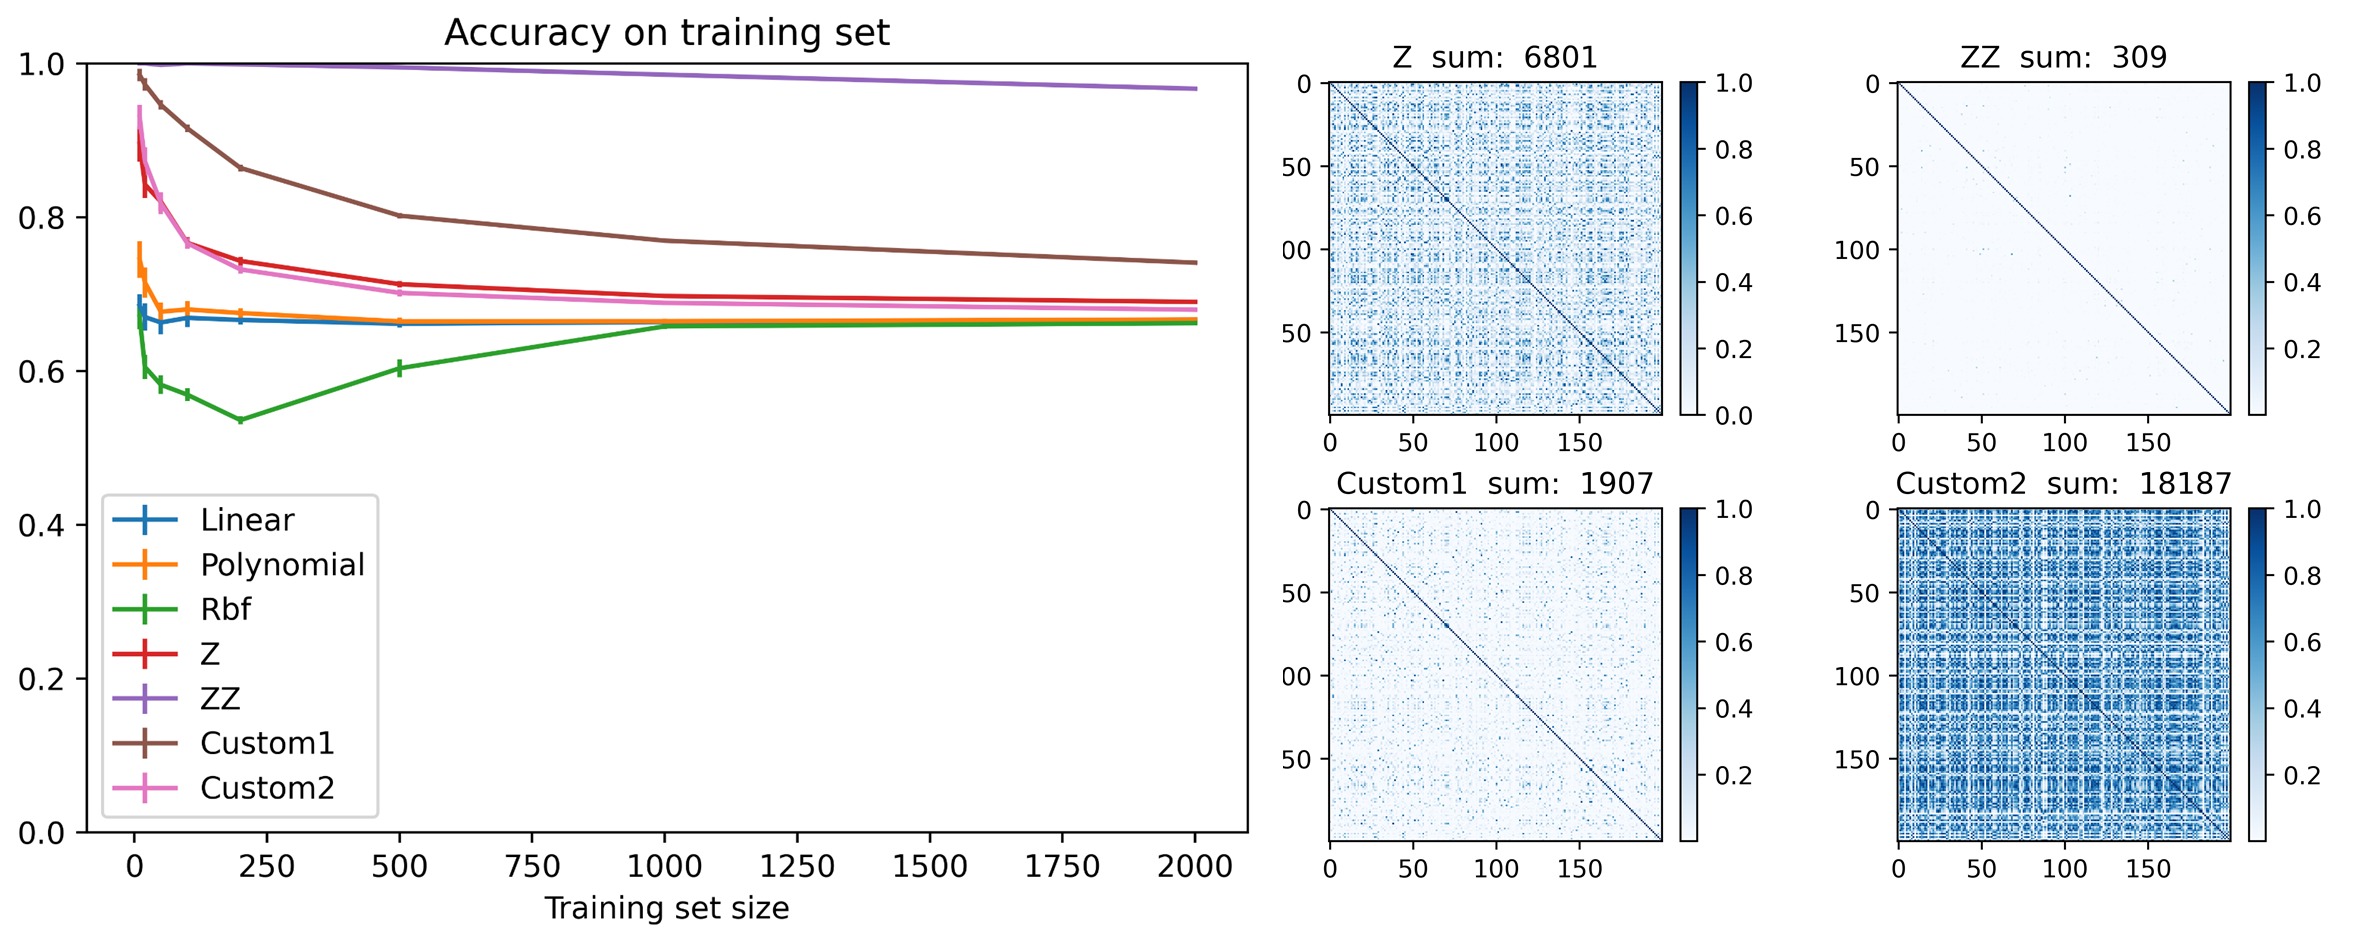 Accuracy on training set
1.0
0.8
0.6
0.4
0.2
0.0
Linear
Polynomial
Rbf
Z
ZZ
Custom1
Custom2
0 250 500 750 1000 1250 1500 1750 2000
Training set size
Z sum: 6801
0
50
00
50
0 50 100 150
1.0
0.8
0.6
0.4
0.2
0.0
ZZ sum: 309
0
50
100
150
0 50 100 150
1.0
0.8
0.6
0.4
0.2
Custom1 sum: 1907
0
50
00
50
0 50 100 150
1.0
0.8
0.6
0.4
0.2
Custom2 sum: 18187
0
50
100
150
0 50 100 150
1.0
0.8
0.6
0.4
0.2